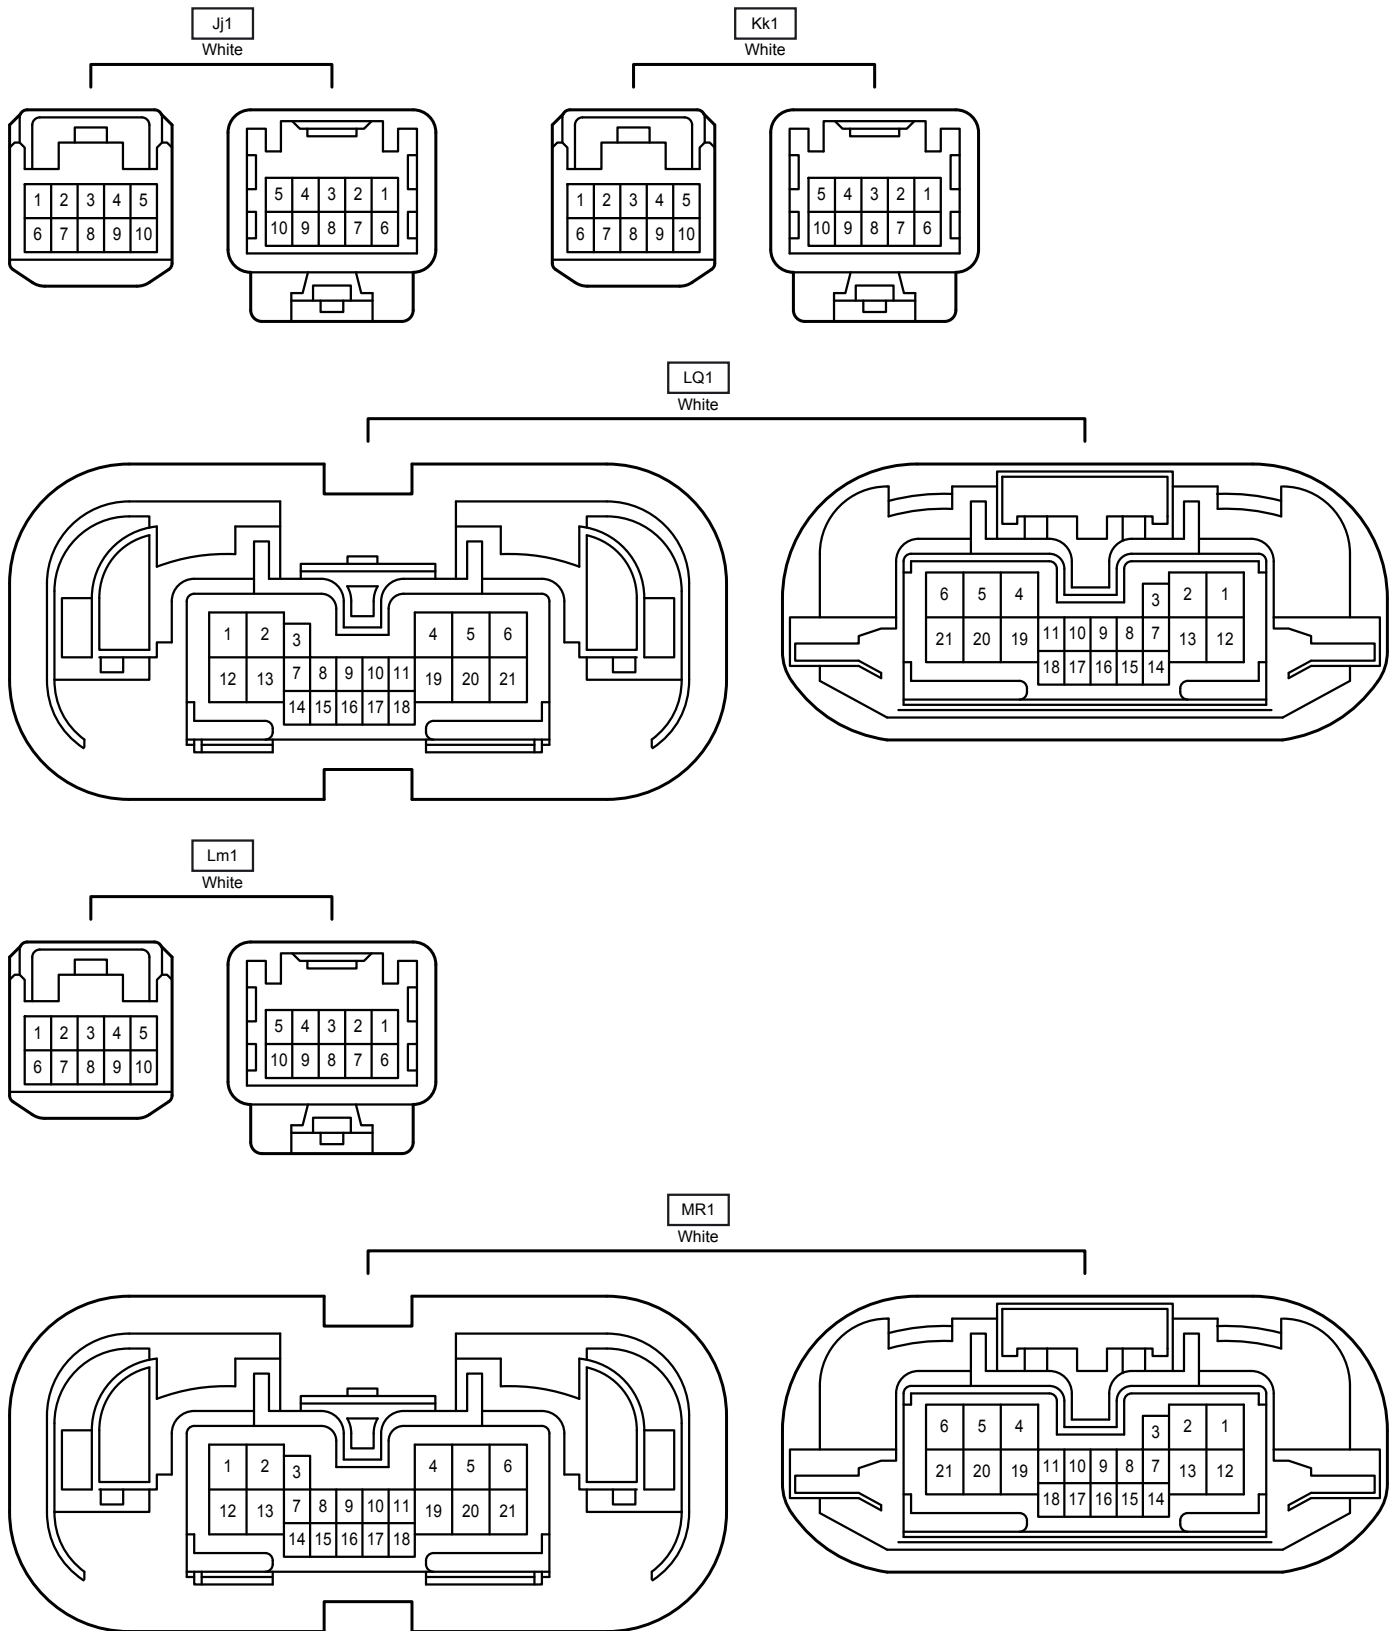 Jj1
White
Kk1
White
1 2 3 4 5
6 7 8 9 10
5 4 3 2 1
10 9 8 7 6
1 2 3 4 5
6 7 8 9 10
5 4 3 2 1
10 9 8 7 6
LQ1
White
1 2 3 4 5 6
12 13 7 8 9 10 11 19 20 21
14 15 16 17 18
6 5 4 3 2 1
21 20 19 11 10 9 8 7 13 12
18 17 16 15 14
Lm1
White
1 2 3 4 5
6 7 8 9 10
5 4 3 2 1
10 9 8 7 6
MR1
White
1 2 3 4 5 6
12 13 7 8 9 10 11 19 20 21
14 15 16 17 18
6 5 4 3 2 1
21 20 19 11 10 9 8 7 13 12
18 17 16 15 14